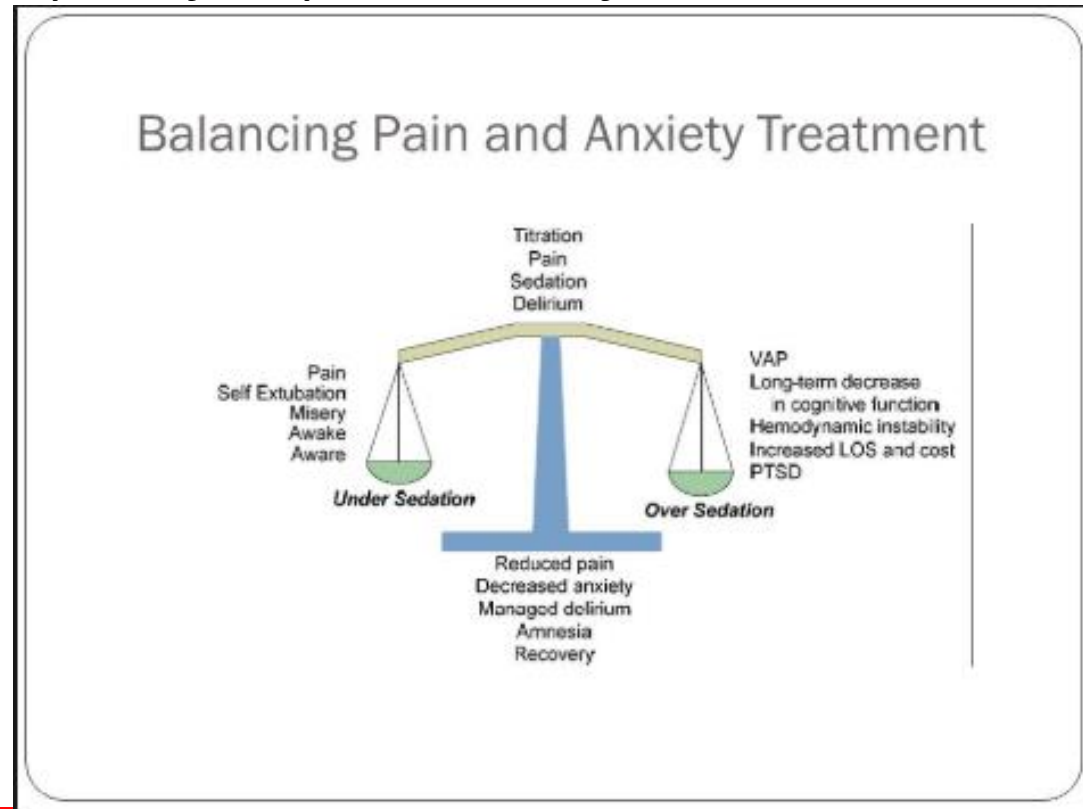 Balancing Pain and Anxiety Treatment
Titration
Pain
Sedation
Delirium
Pain
Self Extubation
Misery
Awake
Aware
Under Sedation
VAP
Long-term decrease
in cognitive function
Hemodynamic instability
Increased LOS and cost
PTSD
Over Sedation
Reduced pain
Decreased anxiety
Managed delirium
Amnesia
Recovery